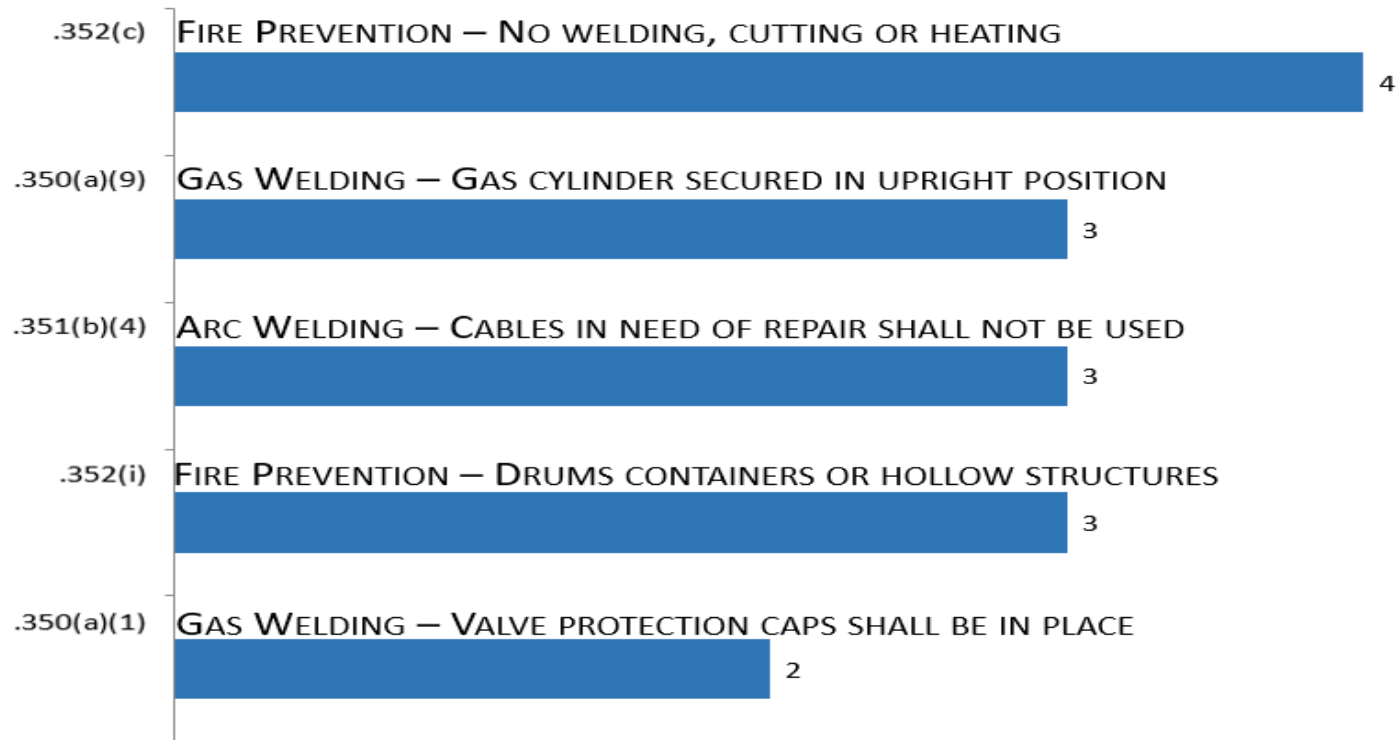 .352(c) FIRE PREVENTION – NO WELDING, CUTTING OR HEATING
4
.350(a)(9) GAS WELDING – GAS CYLINDER SECURED IN UPRIGHT POSITION
3
.351(b)(4) ARC WELDING – CABLES IN NEED OF REPAIR SHALL NOT BE USED
3
.352(i) FIRE PREVENTION – DRUMS CONTAINERS OR HOLLOW STRUCTURES
3
.350(a)(1) GAS WELDING – VALVE PROTECTION CAPS SHALL BE IN PLACE
2